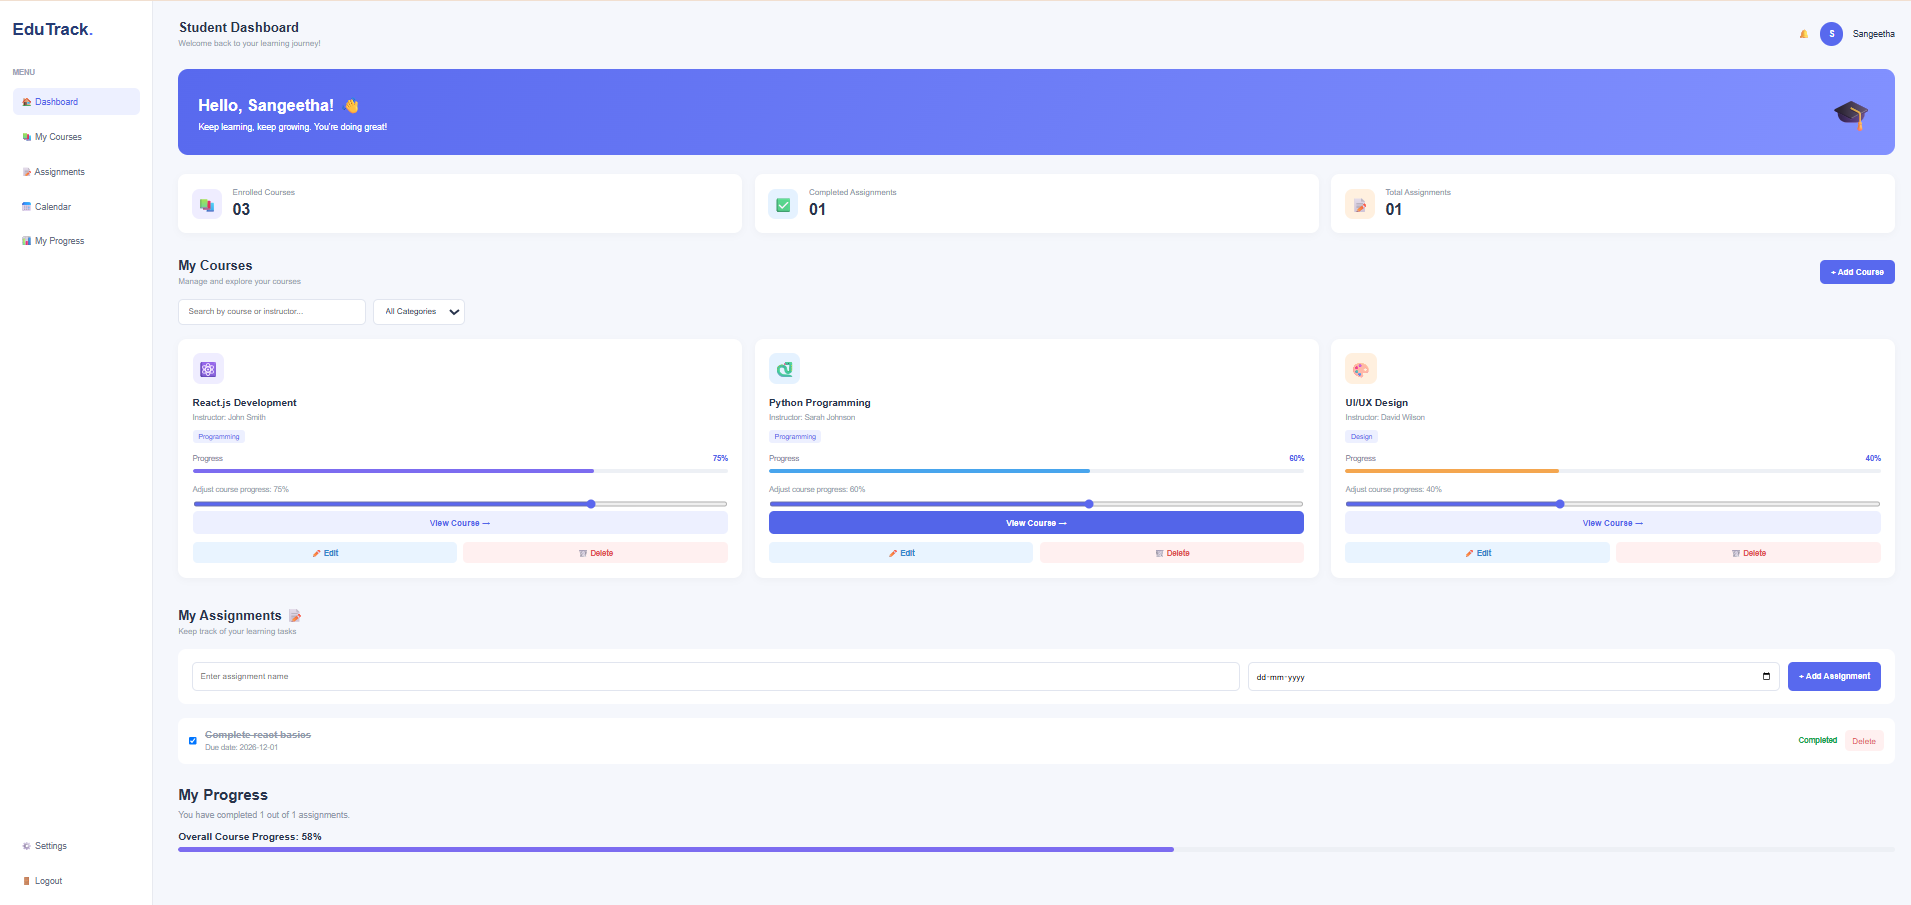 EduTrack.
MENU
Dashboard
My Courses
Assignments
Calendar
My Progress
Settings
Logout
Student Dashboard
Welcome back to your learning journey!
S
Sangeetha
Hello, Sangeetha!
Keep learning, keep growing. You're doing great!
Enrolled Courses
03
Completed Assignments
01
Total Assignments
01
My Courses
Manage and explore your courses
+ Add Course
Search by course or instructor...
All Categories
React.js Development
Instructor: John Smith
Programming
Progress 75%
Adjust course progress: 75%
View Course →
Edit
Delete
Python Programming
Instructor: Sarah Johnson
Programming
Progress 60%
Adjust course progress: 60%
View Course →
Edit
Delete
UI/UX Design
Instructor: David Wilson
Design
Progress 40%
Adjust course progress: 40%
View Course →
Edit
Delete
My Assignments
Keep track of your learning tasks
Enter assignment name
dd-mm-yyyy
+ Add Assignment
Complete react basics
Due date: 2026-12-01
Completed
Delete
My Progress
You have completed 1 out of 1 assignments.
Overall Course Progress: 58%